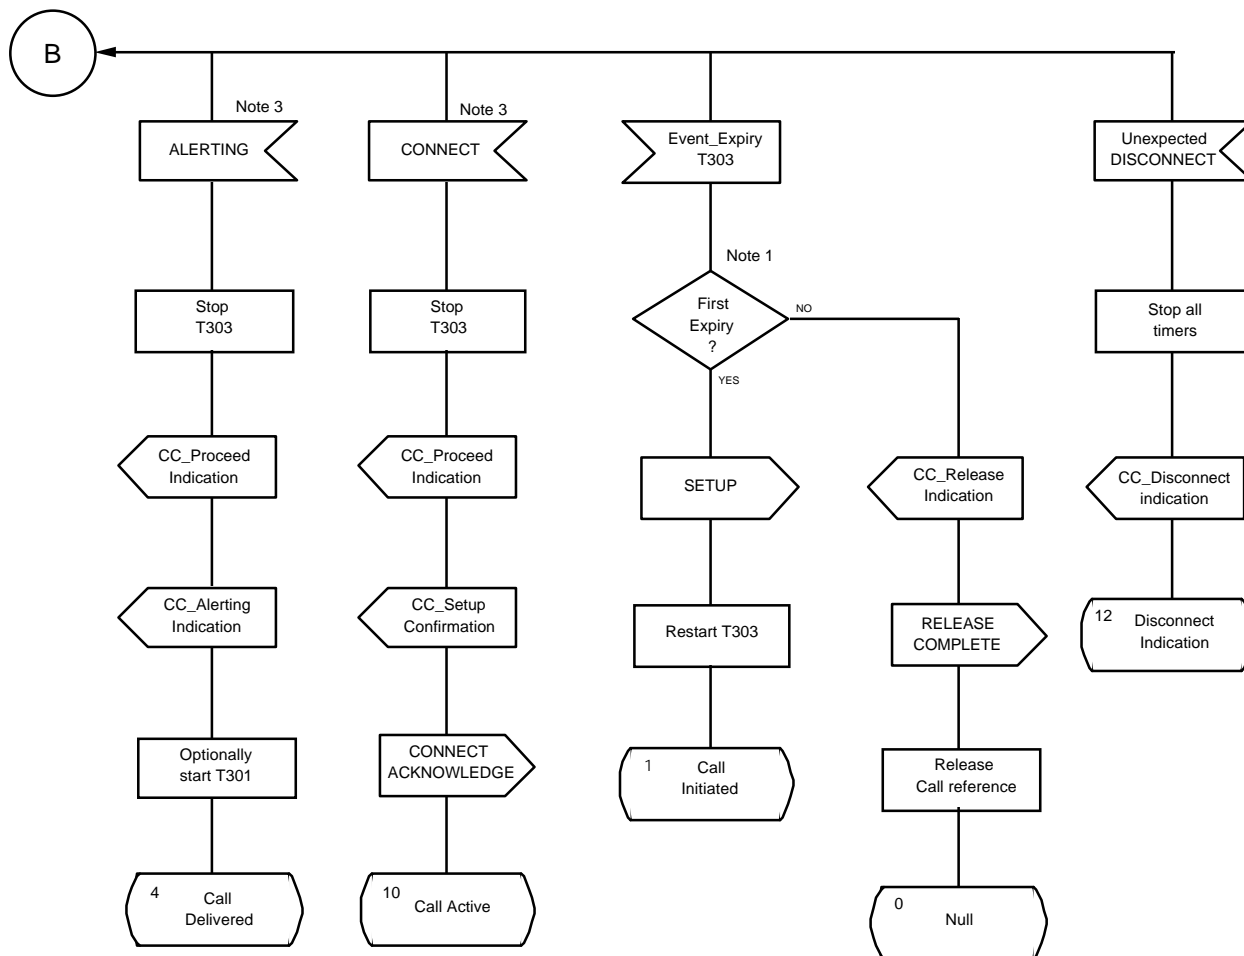 B
Note 3
ALERTING
Stop
T303
CC_Proceed
Indication
CC_Alerting
Indication
Optionally
start T301
4
Call
Delivered
Note 3
CONNECT
Stop
T303
CC_Proceed
Indication
CC_Setup
Confirmation
CONNECT
ACKNOWLEDGE
10
Call Active
Event_Expiry
T303
Note 1
First
Expiry
?
NO
YES
SETUP
Restart T303
1
Call
Initiated
CC_Release
Indication
RELEASE
COMPLETE
Release
Call reference
0
Null
Unexpected
DISCONNECT
Stop all
timers
CC_Disconnect
indication
12
Disconnect
Indication